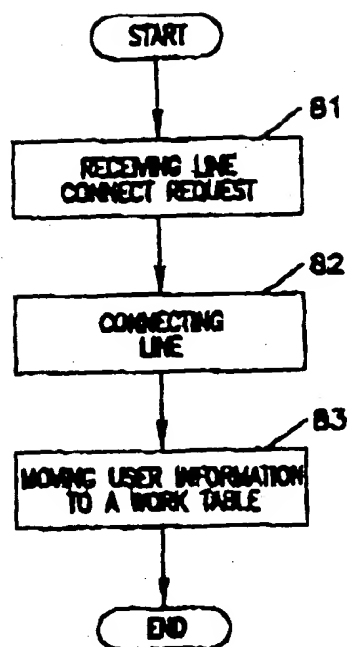 START
81
RECEIVING LINE
CONNECT REQUEST
82
CONNECTING
LINE
83
MOVING USER INFORMATION
TO A WORK TABLE
END